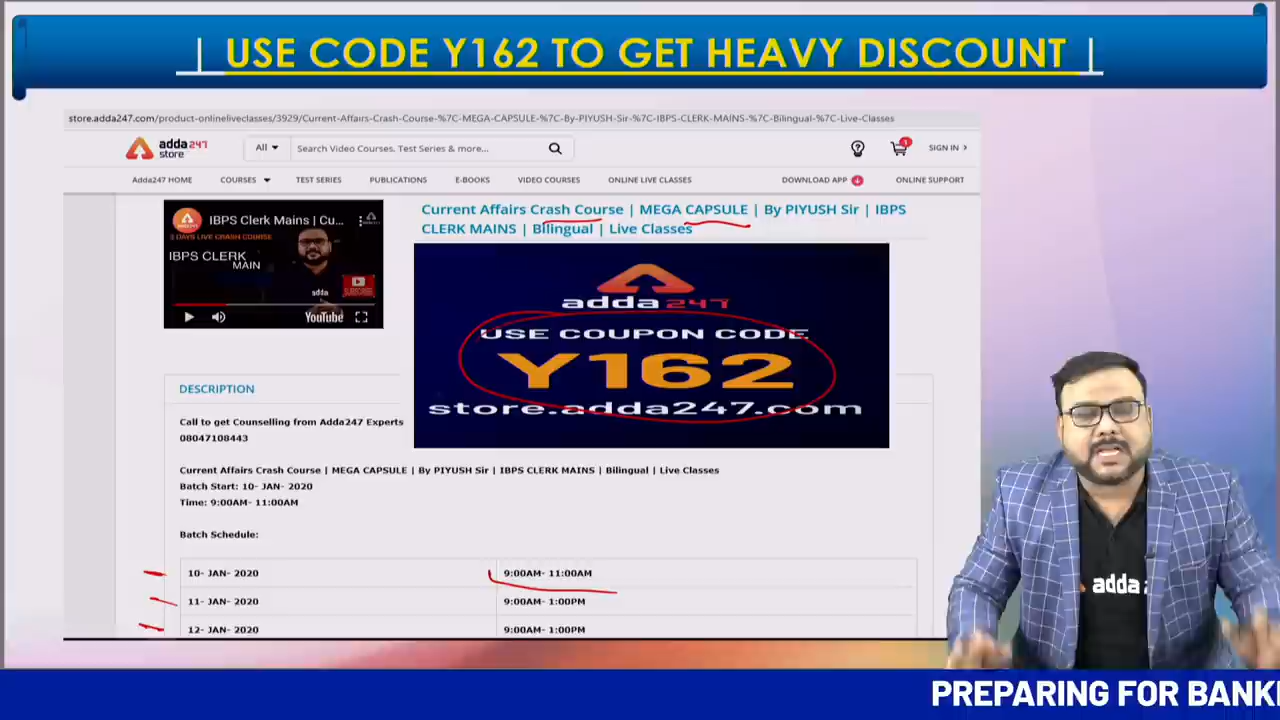 | USE CODE Y162 TO GET HEAVY DISCOUNT |
store.adda247.com/product-onlineliveclasses/3929/Current-Affairs-Crash-Course-%7C-MEGA-CAPSULE-%7C-By-PIYUSH-Sir-%7C-IBPS-CLERK-MAINS-%7C-Bilingual-%7C-Live-Classes
adda247
store
All
Search Video Courses, Test Series & more...
1
SIGN IN
Adda247 HOME COURSES TEST SERIES PUBLICATIONS E-BOOKS VIDEO COURSES ONLINE LIVE CLASSES DOWNLOAD APP ONLINE SUPPORT
IBPS Clerk Mains | Cu...
3 DAYS LIVE CRASH COURSE
IBPS CLERK
MAIN
adda
SUBSCRIBE
YouTube
Current Affairs Crash Course | MEGA CAPSULE | By PIYUSH Sir | IBPS
CLERK MAINS | Bilingual | Live Classes
adda247
USE COUPON CODE
Y162
store.adda247.com
DESCRIPTION
Call to get Counselling from Adda247 Experts
08047108443
Current Affairs Crash Course | MEGA CAPSULE | By PIYUSH Sir | IBPS CLERK MAINS | Bilingual | Live Classes
Batch Start: 10- JAN- 2020
Time: 9:00AM- 11:00AM
Batch Schedule:
10- JAN- 2020 9:00AM- 11:00AM
11- JAN- 2020 9:00AM- 1:00PM
12- JAN- 2020 9:00AM- 1:00PM
adda
PREPARING FOR BANKI